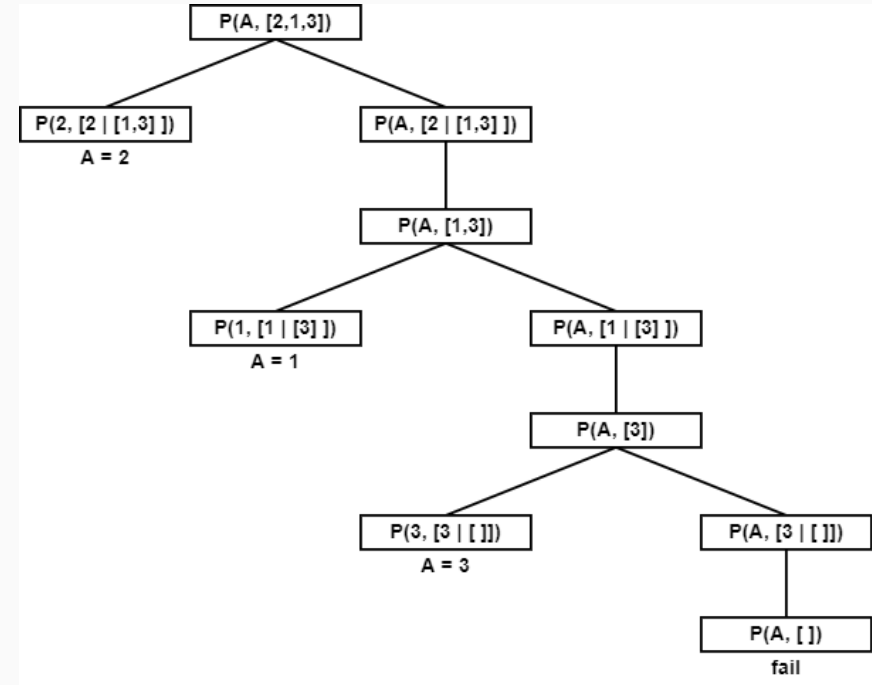 P(A, [2,1,3])
P(2, [2 | [1,3] ])
P(A, [2 | [1,3] ])
A = 2
P(A, [1,3])
P(1, [1 | [3] ])
P(A, [1 | [3] ])
A = 1
P(A, [3])
P(3, [3 | [ ]])
P(A, [3 | [ ]])
A = 3
P(A, [ ])
fail